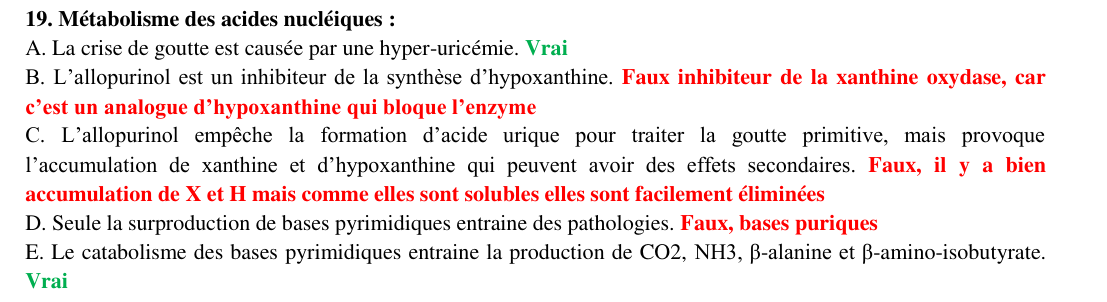 19. Métabolisme des acides nucléiques :
A. La crise de goutte est causée par une hyper-uricémie. Vrai
B. L’allopurinol est un inhibiteur de la synthèse d’hypoxanthine. Faux inhibiteur de la xanthine oxydase, car
c’est un analogue d’hypoxanthine qui bloque l’enzyme
C. L’allopurinol empêche la formation d’acide urique pour traiter la goutte primitive, mais provoque
l’accumulation de xanthine et d’hypoxanthine qui peuvent avoir des effets secondaires. Faux, il y a bien
accumulation de X et H mais comme elles sont solubles elles sont facilement éliminées
D. Seule la surproduction de bases pyrimidiques entraine des pathologies. Faux, bases puriques
E. Le catabolisme des bases pyrimidiques entraine la production de CO2, NH3, β-alanine et β-amino-isobutyrate.
Vrai